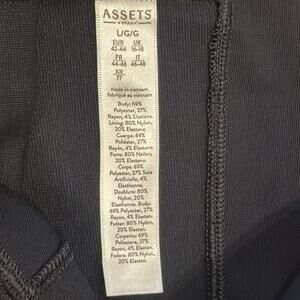 ASSETS
BY SPANX
L/G/G
EUR UK
42-44 16-18
FR IT
44-48 46-48
KR
77
made in vietnam
fabriqué au vietnam
Body: 69%
Polyester, 27%
Rayon, 4% Elastane.
Lining: 80% Nylon,
20% Elastane.
Cuerpo: 69%
Poliéster, 27%
Rayón, 4% Elastano.
Forro: 80% Nailon,
20% Elastano.
Corps: 69%
Polyester, 27% Soie
Artificielle, 4%
Elasthanne.
Doublure: 80%
Nylon, 20%
Elasthanne. Body:
69% Polyester, 27%
Rayon, 4% Elastan.
Futter: 80% Nylon,
20% Elastan.
Corpetto: 69%
Poliestere, 27%
Rayon, 4% Elastan.
Fodera: 80% Nylon,
20% Elastan.